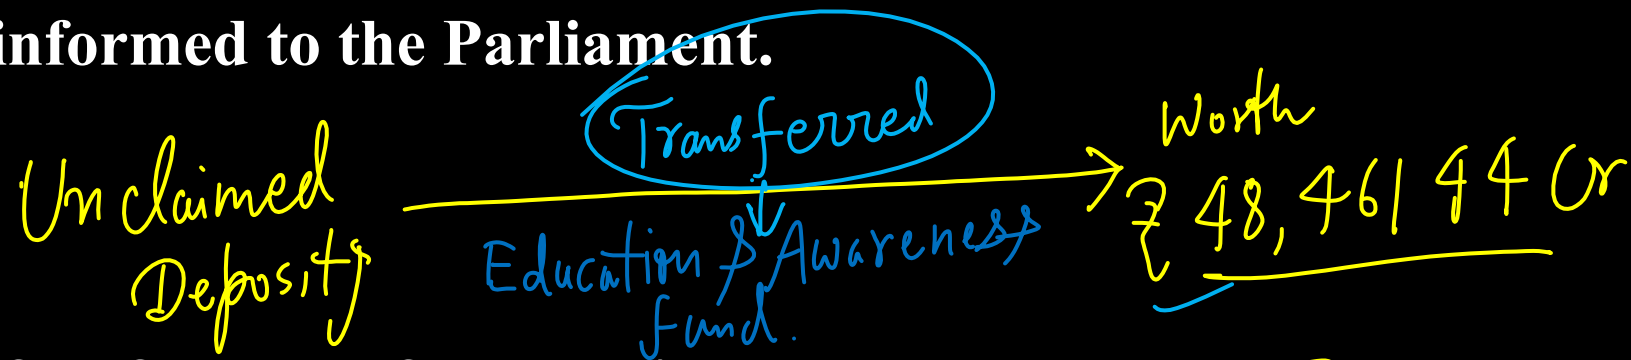 informed to the Parliament.
Transferred
Worth
Unclaimed
Deposits
₹ 48,461 44 Cr
Education & Awareness
fund.